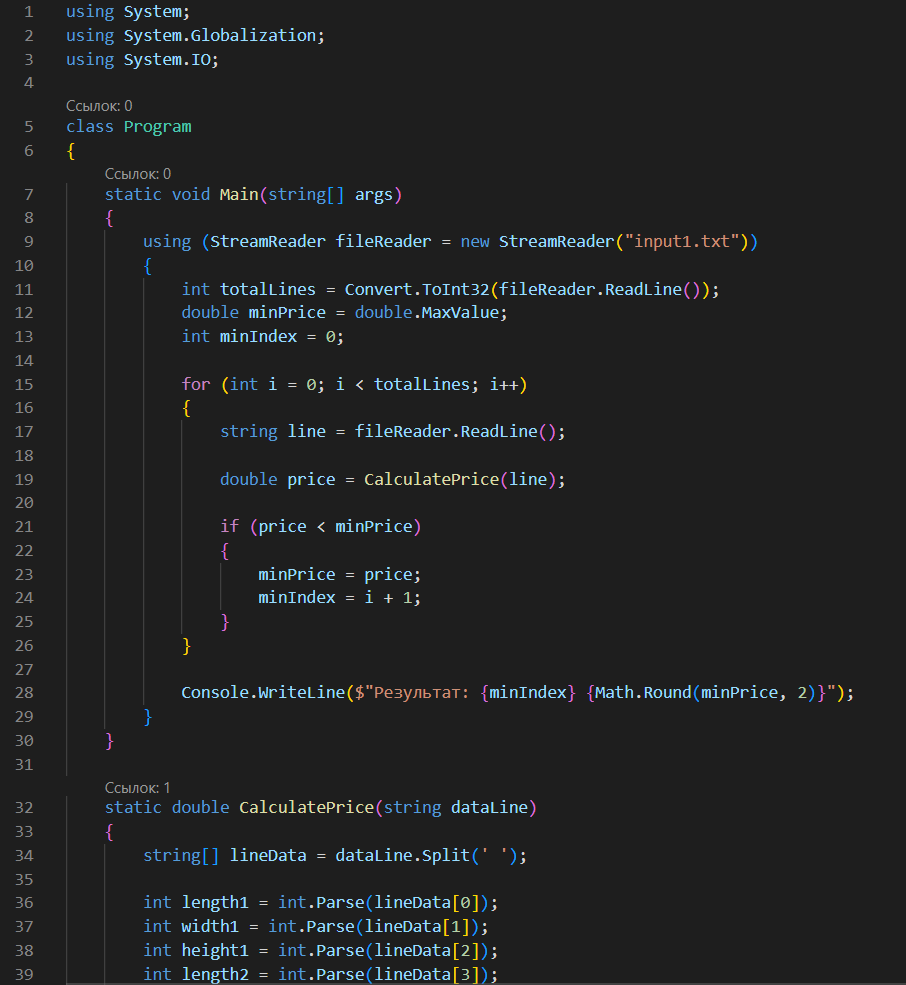 1 using System;
2 using System.Globalization;
3 using System.IO;
4
Ссылок: 0
5 class Program
6 {
Ссылок: 0
7 static void Main(string[] args)
8 {
9 using (StreamReader fileReader = new StreamReader("input1.txt"))
10 {
11 int totalLines = Convert.ToInt32(fileReader.ReadLine());
12 double minPrice = double.MaxValue;
13 int minIndex = 0;
14
15 for (int i = 0; i < totalLines; i++)
16 {
17 string line = fileReader.ReadLine();
18
19 double price = CalculatePrice(line);
20
21 if (price < minPrice)
22 {
23 minPrice = price;
24 minIndex = i + 1;
25 }
26 }
27
28 Console.WriteLine($"Результат: {minIndex} {Math.Round(minPrice, 2)}");
29 }
30 }
31
Ссылок: 1
32 static double CalculatePrice(string dataLine)
33 {
34 string[] lineData = dataLine.Split(' ');
35
36 int length1 = int.Parse(lineData[0]);
37 int width1 = int.Parse(lineData[1]);
38 int height1 = int.Parse(lineData[2]);
39 int length2 = int.Parse(lineData[3]);